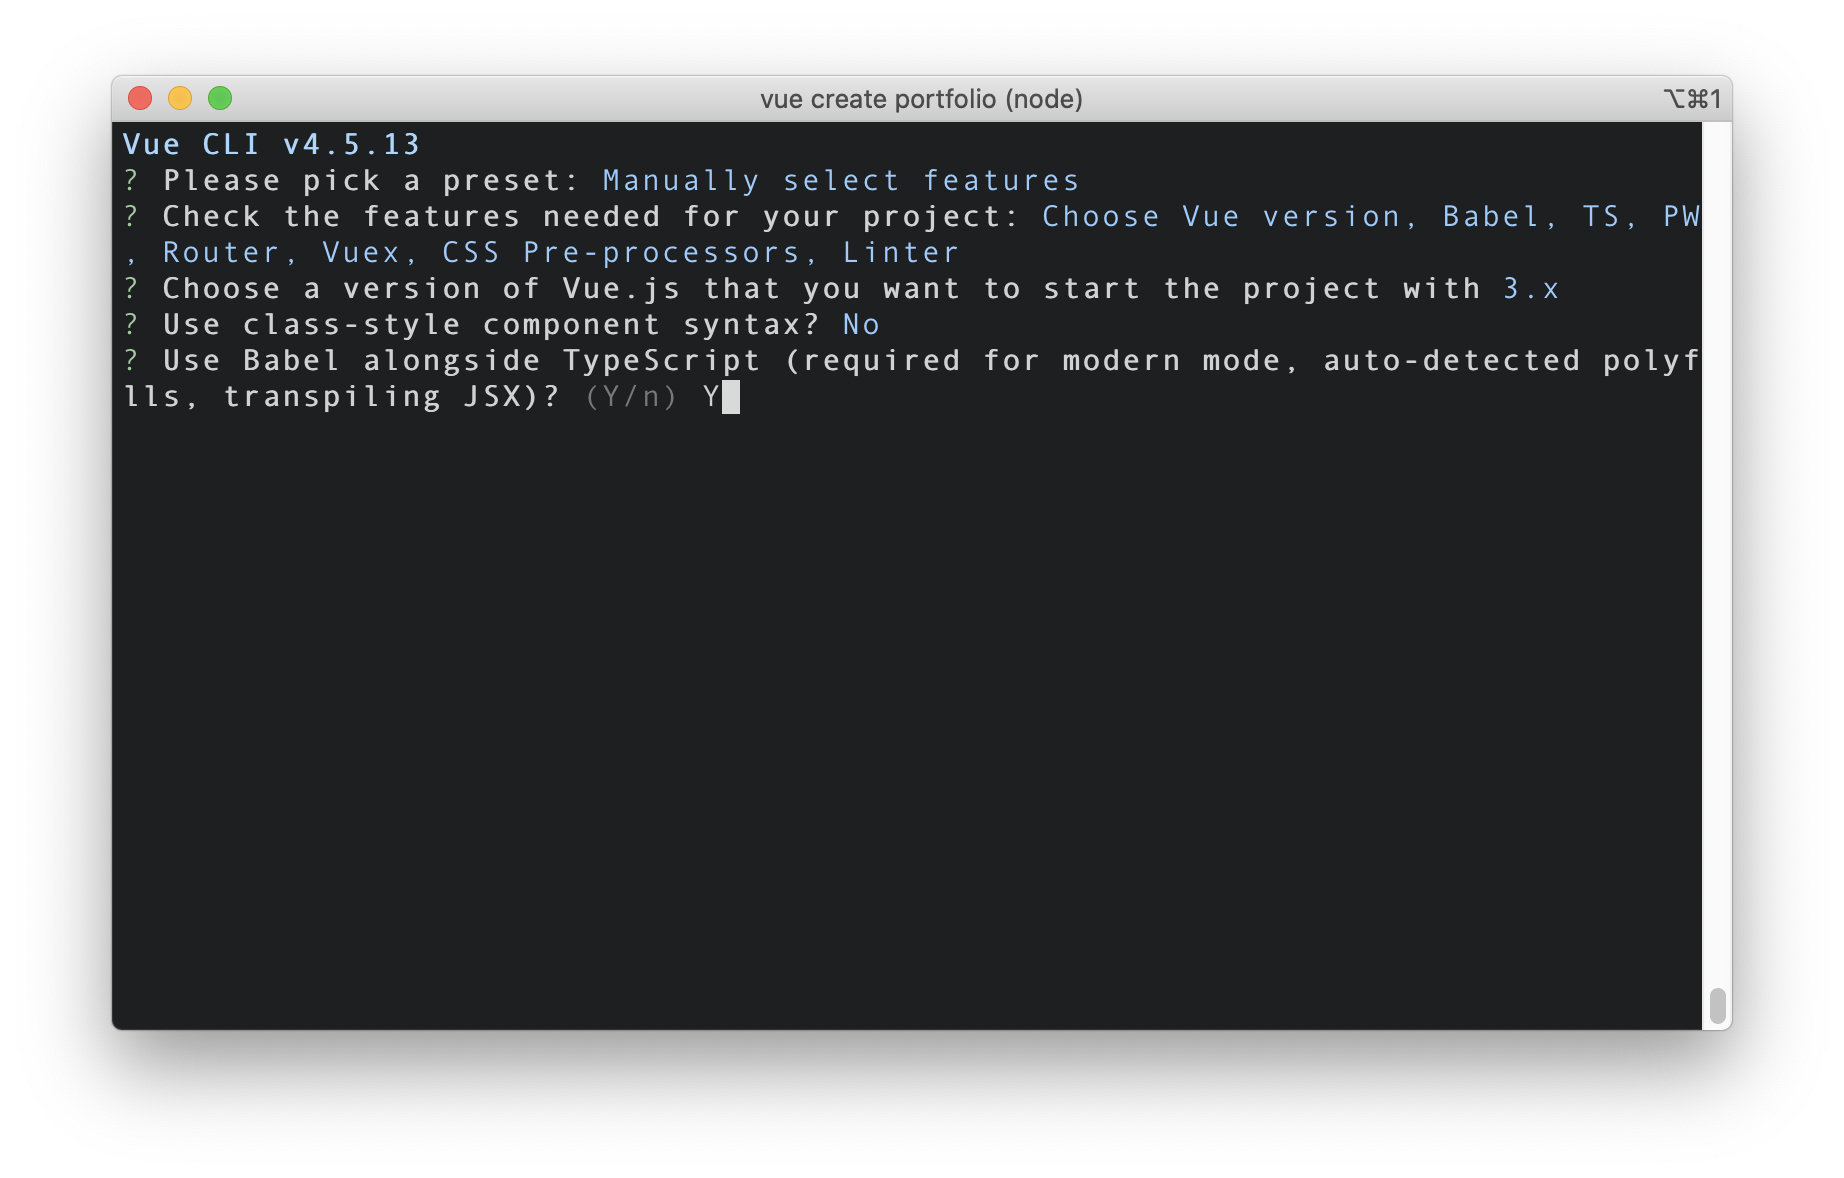 vue create portfolio (node)
⌥⌘1
Vue CLI v4.5.13
? Please pick a preset: Manually select features
? Check the features needed for your project: Choose Vue version, Babel, TS, PW
, Router, Vuex, CSS Pre-processors, Linter
? Choose a version of Vue.js that you want to start the project with 3.x
? Use class-style component syntax? No
? Use Babel alongside TypeScript (required for modern mode, auto-detected polyf
lls, transpiling JSX)? (Y/n) Y